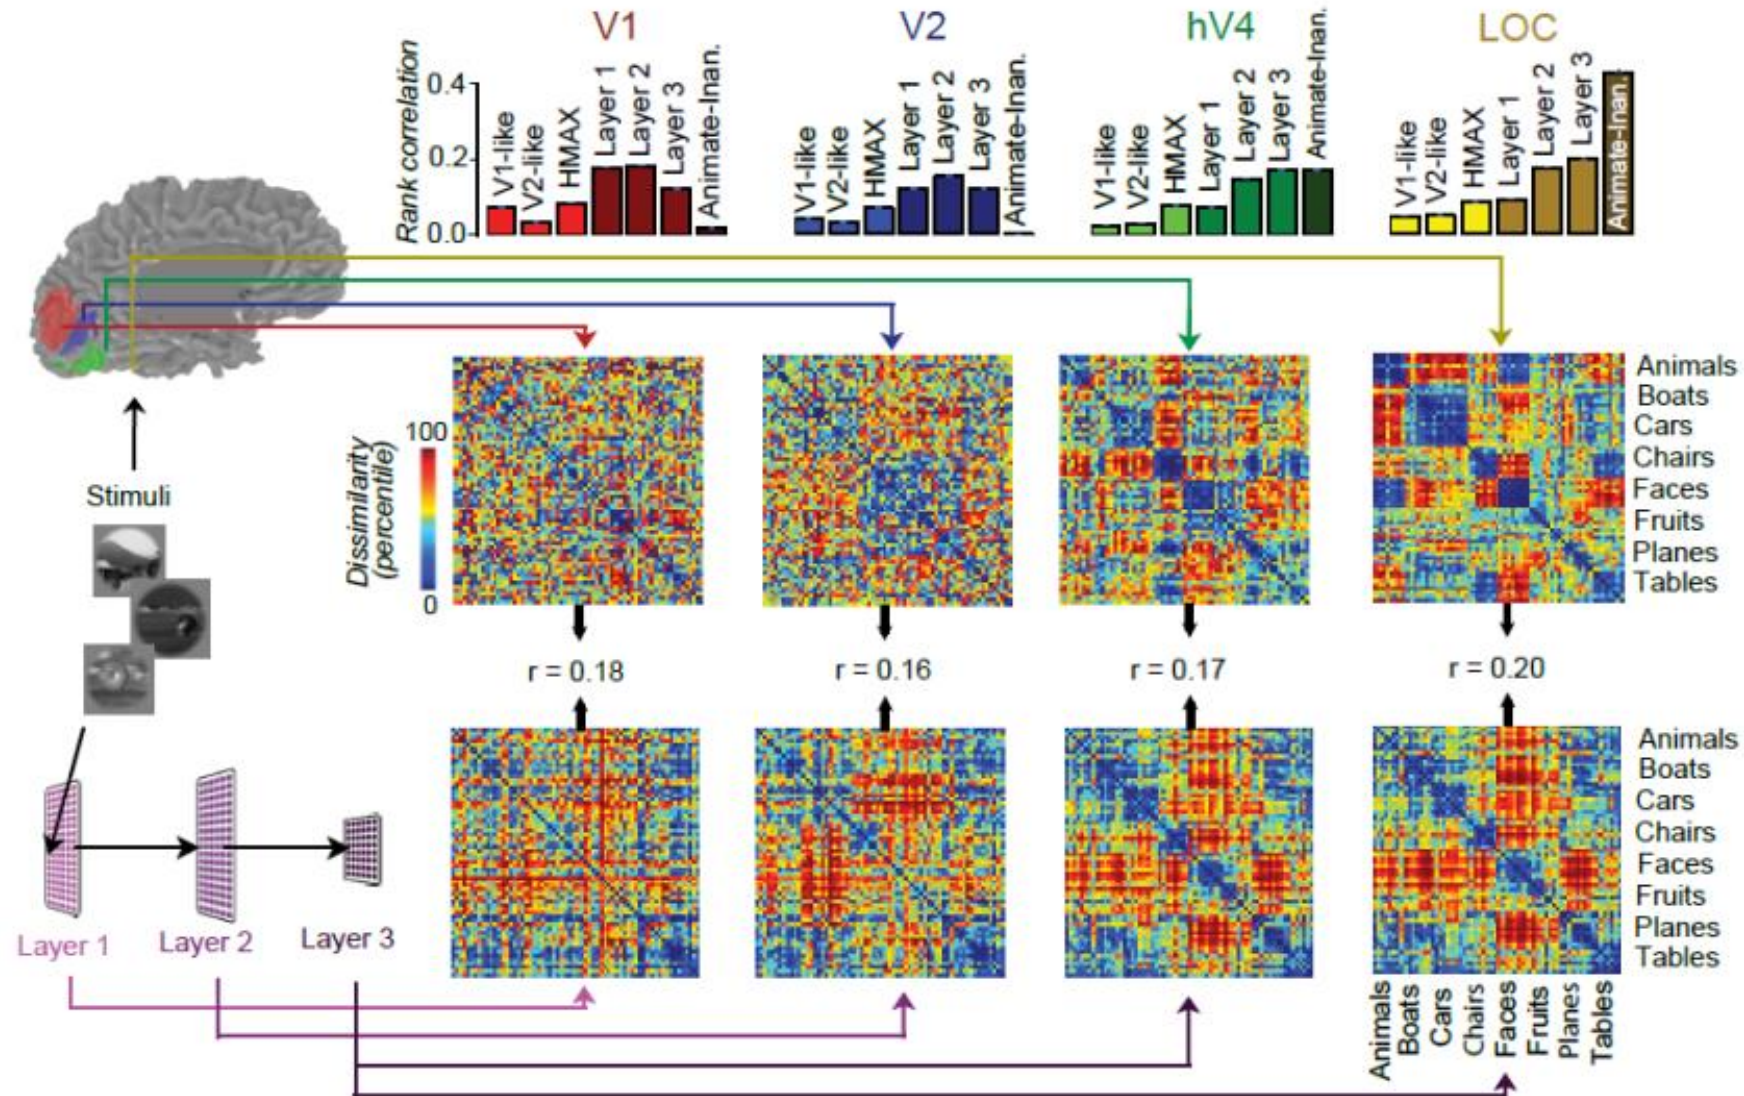 V1
V2
hV4
LOC
Rank correlation
0.4
0.2
0.0
V1-like
V2-like
HMAX
Layer 1
Layer 2
Layer 3
Animate-Inan.
V1-like
V2-like
HMAX
Layer 1
Layer 2
Layer 3
Animate-Inan.
V1-like
V2-like
HMAX
Layer 1
Layer 2
Layer 3
Animate-Inan.
V1-like
V2-like
HMAX
Layer 1
Layer 2
Layer 3
Animate-Inan.
Stimuli
Dissimilarity
(percentile)
100
0
Animals
Boats
Cars
Chairs
Faces
Fruits
Planes
Tables
r = 0.18
r = 0.16
r = 0.17
r = 0.20
Animals
Boats
Cars
Chairs
Faces
Fruits
Planes
Tables
Layer 1
Layer 2
Layer 3
Animals
Boats
Cars
Chairs
Faces
Fruits
Planes
Tables